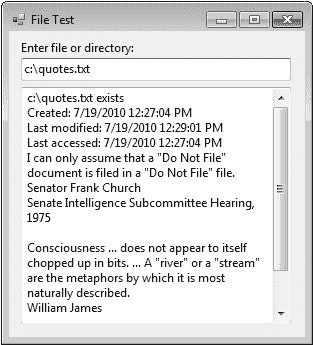 File Test
Enter file or directory:
c:\quotes.txt
c:\quotes.txt exists
Created: 7/19/2010 12:27:04 PM
Last modified: 7/19/2010 12:29:01 PM
Last accessed: 7/19/2010 12:27:04 PM
I can only assume that a "Do Not File"
document is filed in a "Do Not File" file.
Senator Frank Church
Senate Intelligence Subcommittee Hearing,
1975
Consciousness ... does not appear to itself
chopped up in bits. ... A "river" or a "stream"
are the metaphors by which it is most
naturally described.
William James